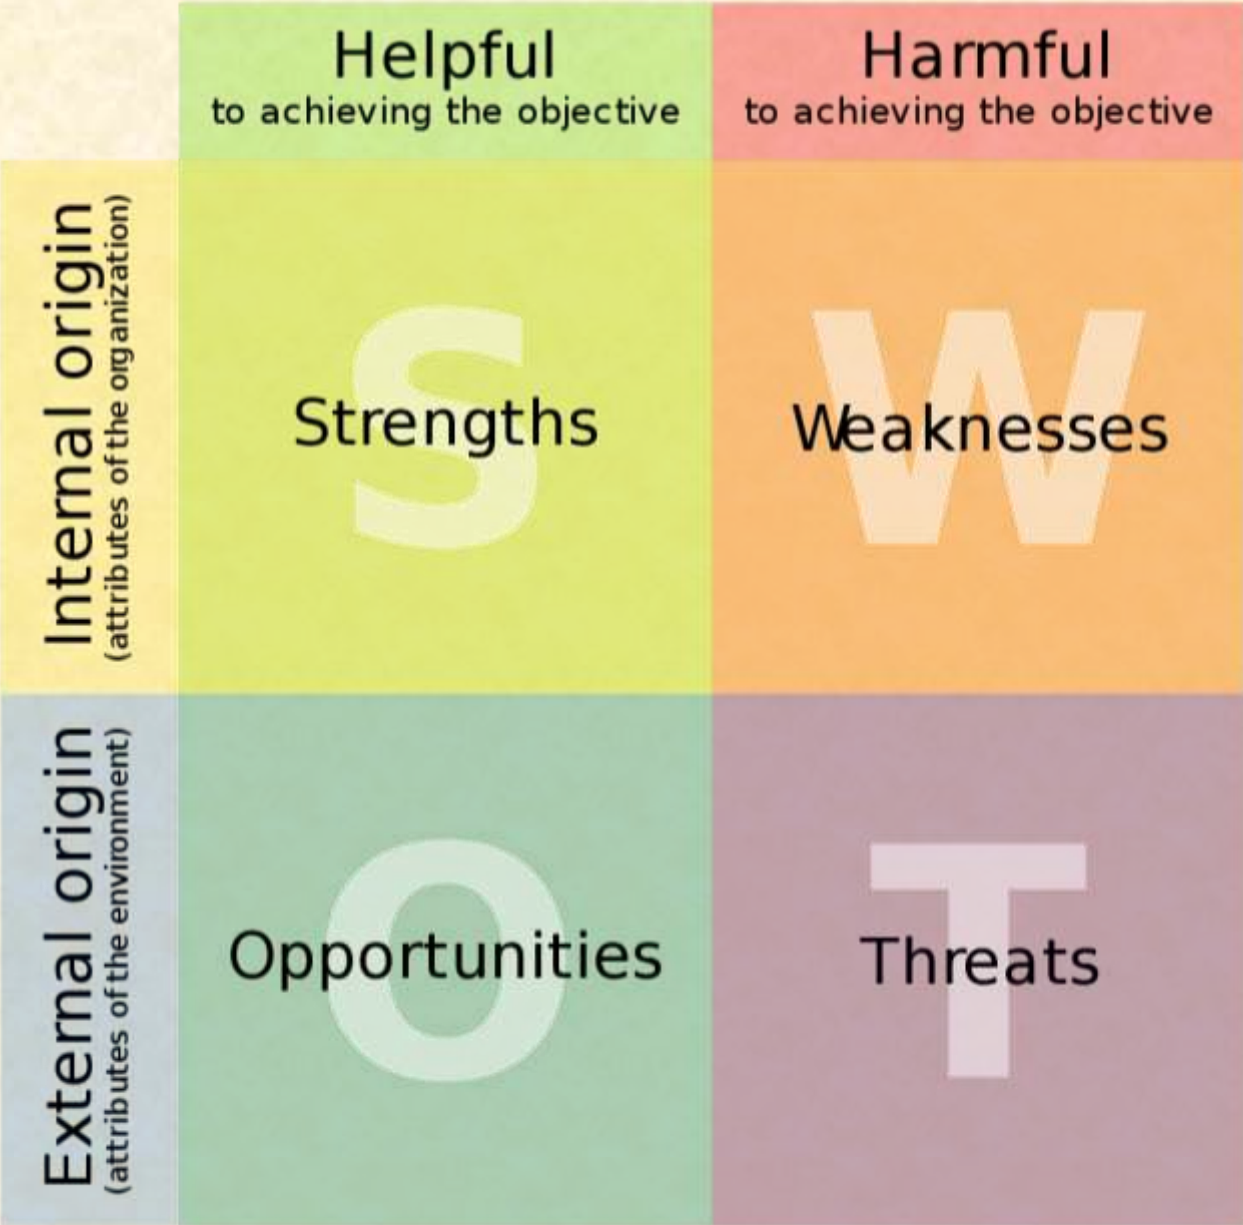 Helpful
to achieving the objective
Harmful
to achieving the objective
Internal origin
(attributes of the organization)
S
Strengths
W
Weaknesses
External origin
(attributes of the environment)
O
Opportunities
T
Threats